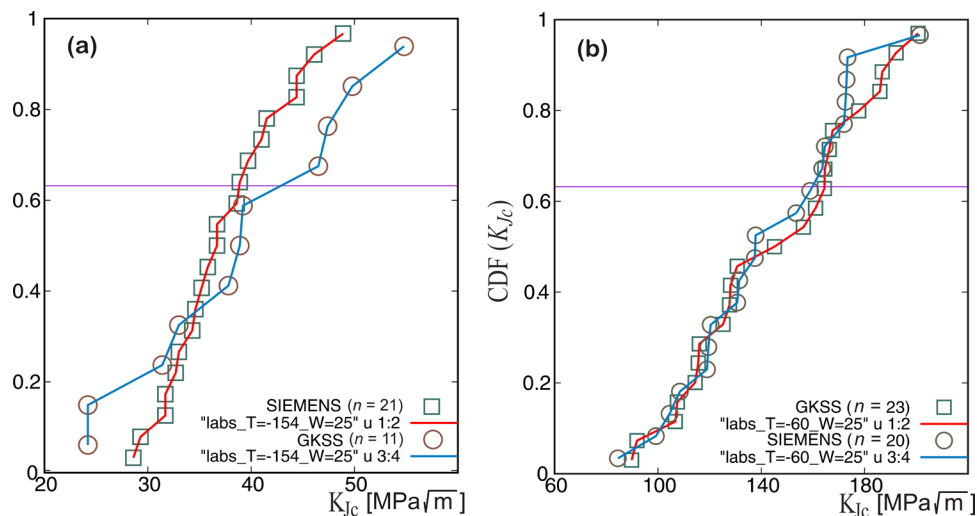 (a)
1
0.8
0.6
0.4
0.2
0
20
30
40
50
SIEMENS (n = 21)
"labs_T=-154_W=25" u 1:2
GKSS (n = 11)
"labs_T=-154_W=25" u 3:4
K_Jc [MPa√m]
(b)
CDF (K_Jc)
1
0.8
0.6
0.4
0.2
0
60
100
140
180
GKSS (n = 23)
"labs_T=-60_W=25" u 1:2
SIEMENS (n = 20)
"labs_T=-60_W=25" u 3:4
K_Jc [MPa√m]